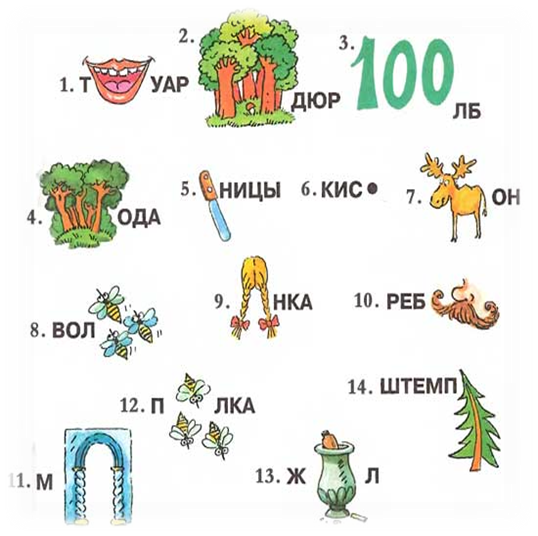 1. Т УАР
2. ДЮР
3. 100 ЛБ
4. ОДА
5. НИЦЫ
6. КИС
7. ОН
8. ВОЛ
9. НКА
10. РЕБ
11. М
12. П ЛКА
13. Ж Л
14. ШТЕМП